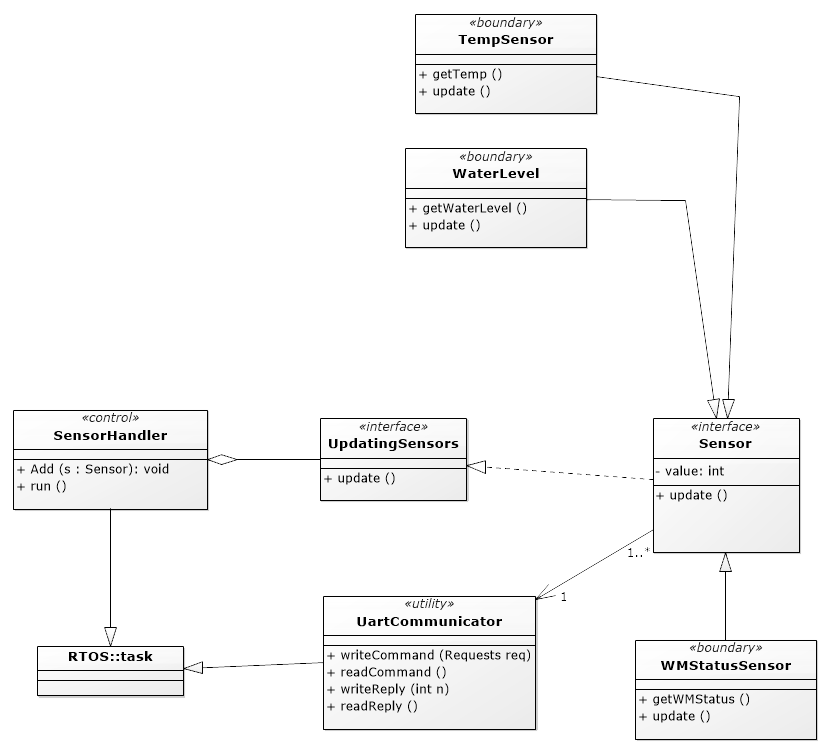 «boundary»
TempSensor
+ getTemp ()
+ update ()
«boundary»
WaterLevel
+ getWaterLevel ()
+ update ()
«control»
SensorHandler
+ Add (s : Sensor): void
+ run ()
«interface»
UpdatingSensors
+ update ()
«interface»
Sensor
- value: int
+ update ()
1..*
1
«utility»
UartCommunicator
+ writeCommand (Requests req)
+ readCommand ()
+ writeReply (int n)
+ readReply ()
RTOS::task
«boundary»
WMStatusSensor
+ getWMStatus ()
+ update ()